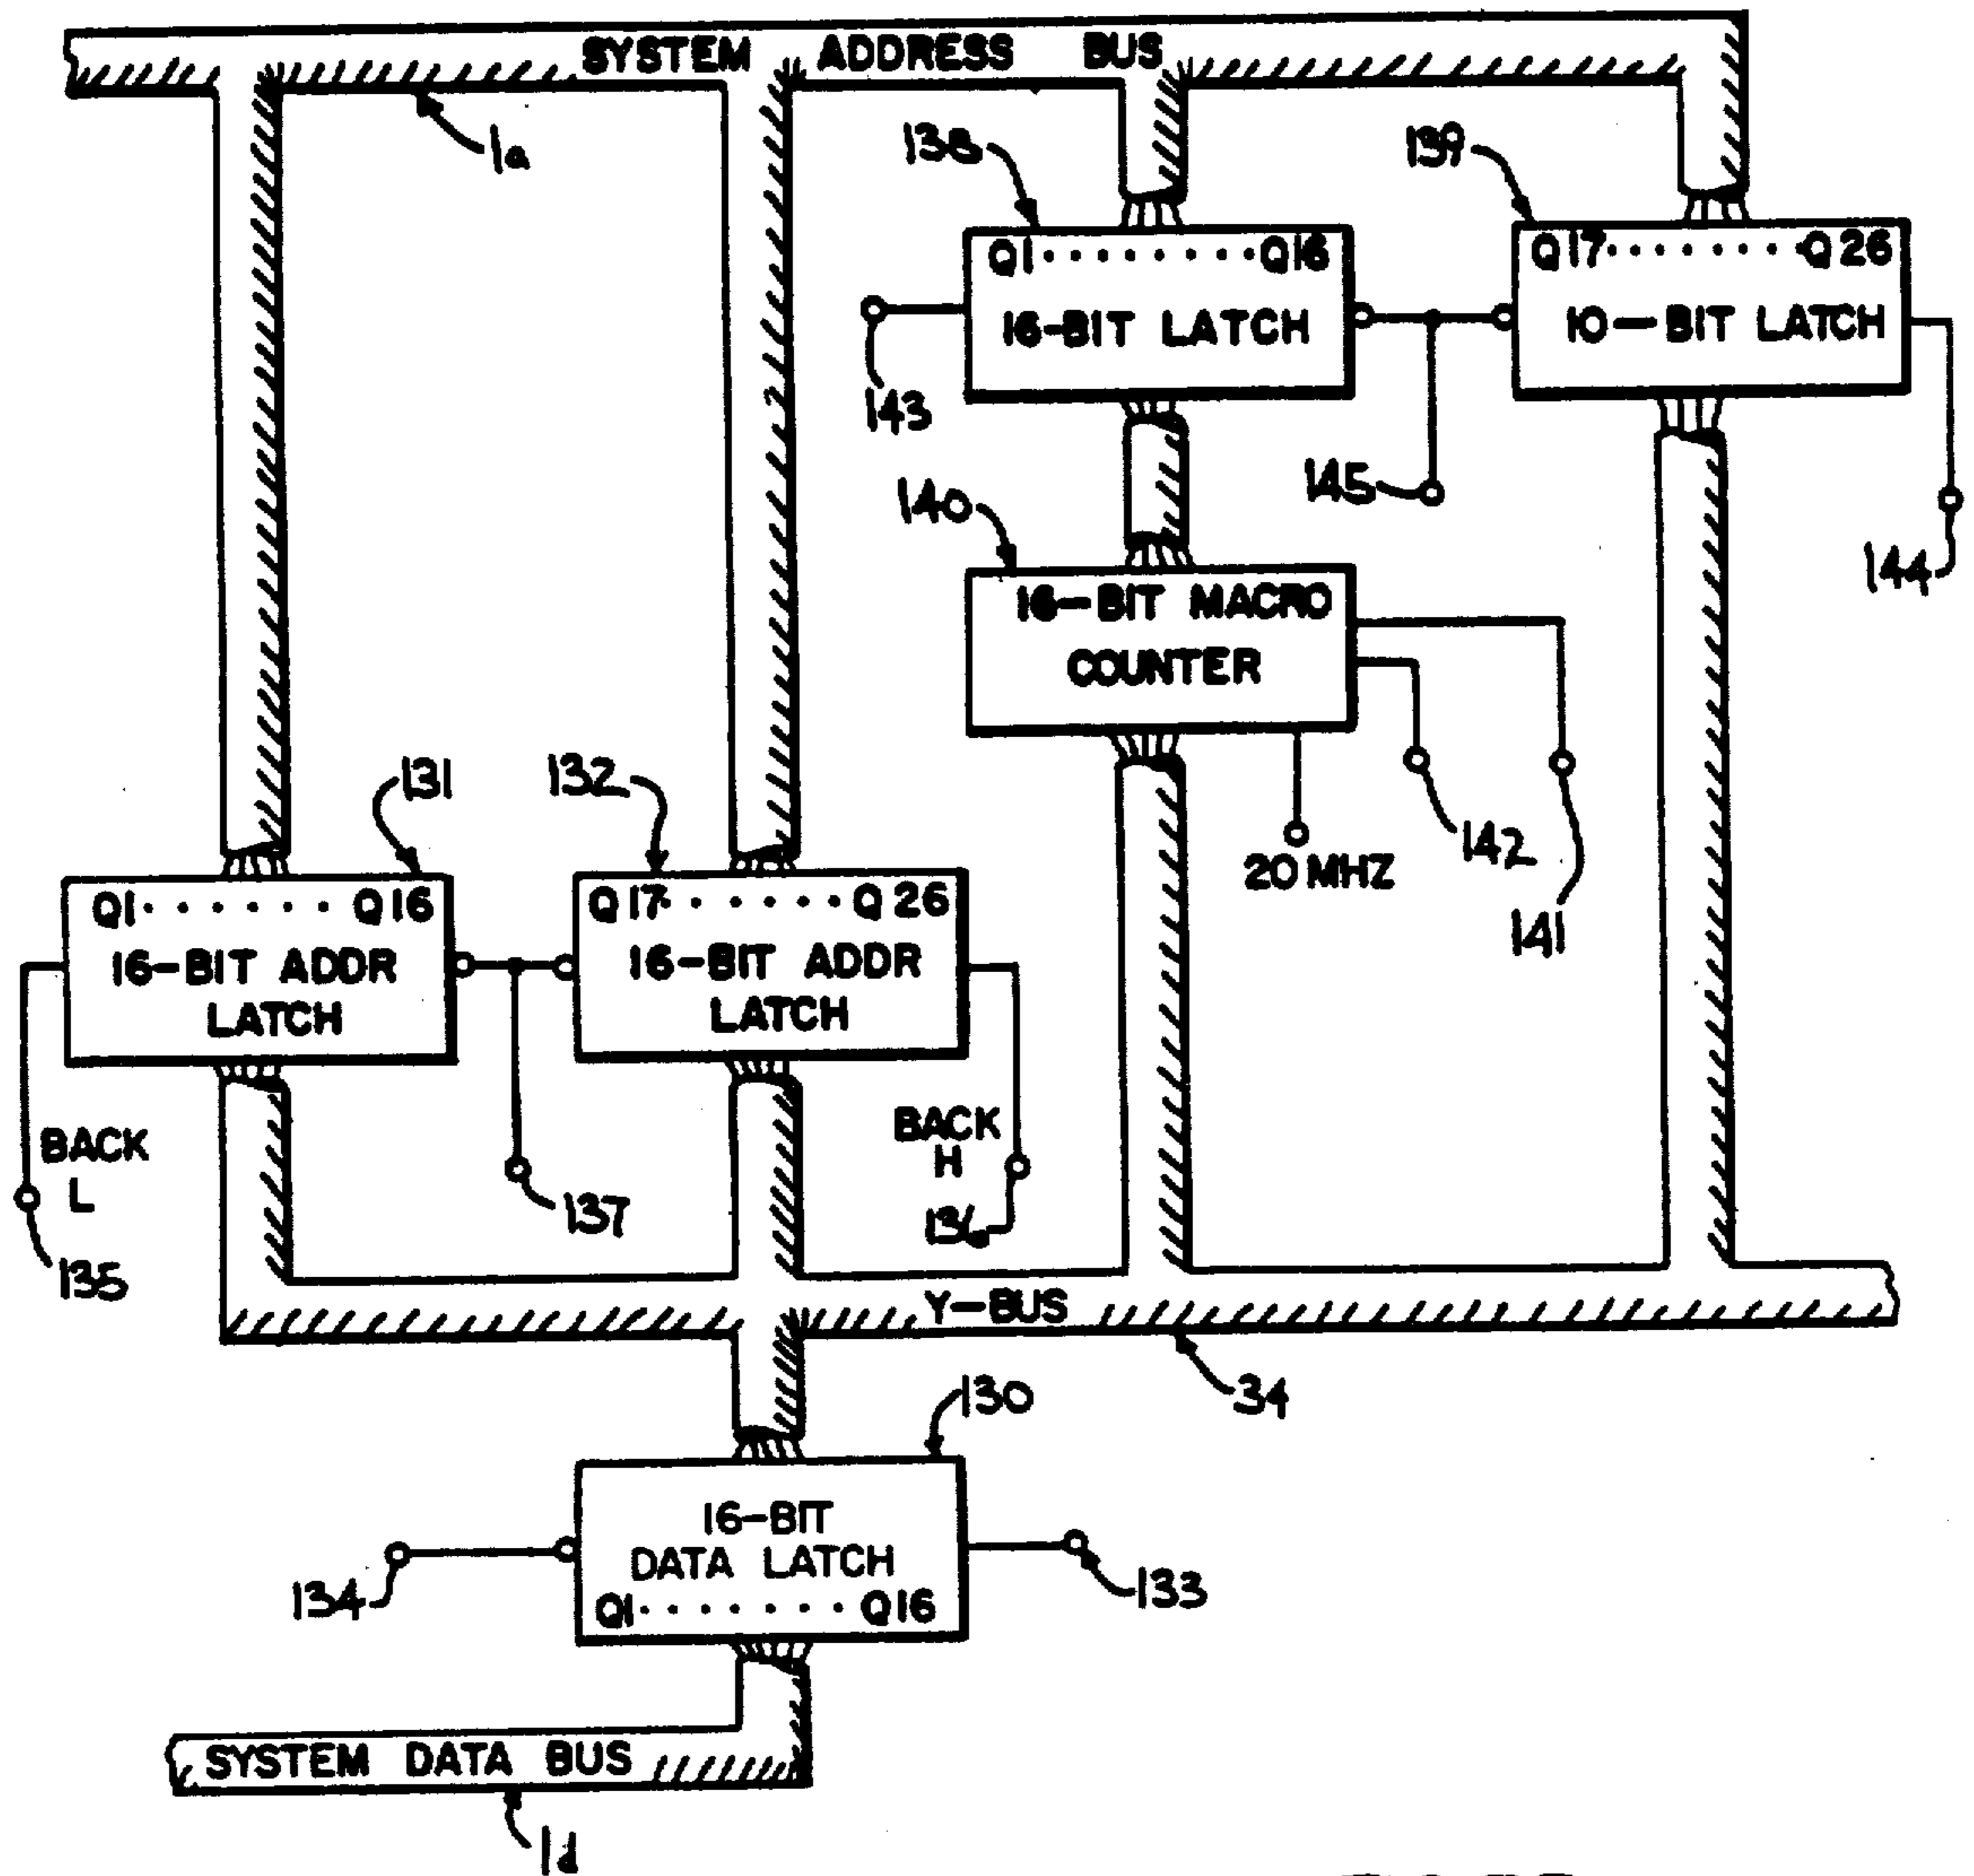 SYSTEM ADDRESS BUS
1a
138
139
Q1........Q16
16-BIT LATCH
Q17.......Q26
10-BIT LATCH
143
145
144
140
16-BIT MACRO
COUNTER
142
141
20 MHZ
131
132
Q1......Q16
16-BIT ADDR
LATCH
Q17......Q26
16-BIT ADDR
LATCH
BACK
L
135
137
BACK
H
136
Y-BUS
34
130
16-BIT
DATA LATCH
Q1.......Q16
134
133
SYSTEM DATA BUS
1d